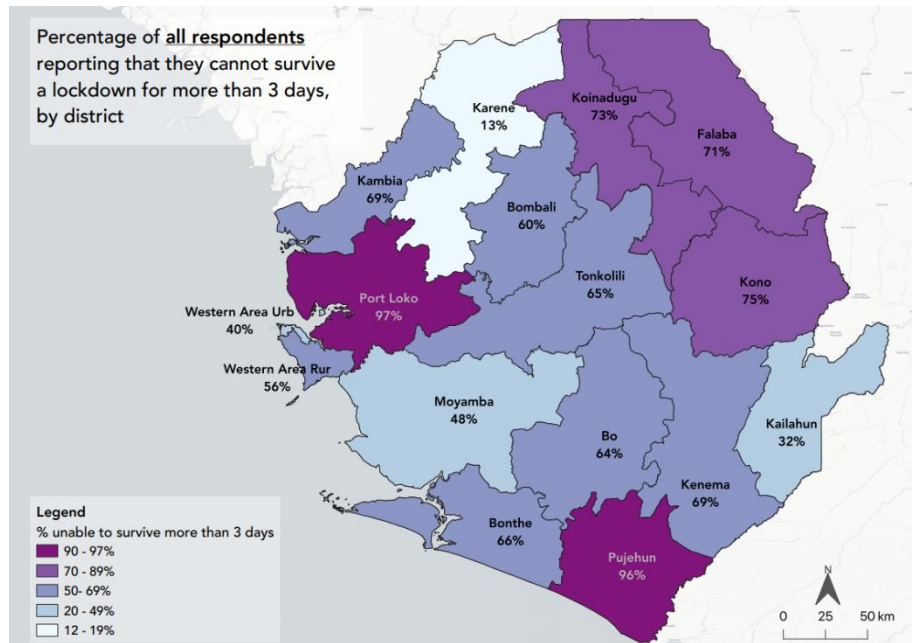 Percentage of all respondents
reporting that they cannot survive
a lockdown for more than 3 days,
by district
Karene
13%
Koinadugu
73%
Falaba
71%
Kambia
69%
Bombali
60%
Port Loko
97%
Tonkolili
65%
Kono
75%
Western Area Urb
40%
Western Area Rur
56%
Moyamba
48%
Bo
64%
Kailahun
32%
Kenema
69%
Bonthe
66%
Pujehun
96%
Legend
% unable to survive more than 3 days
90 - 97%
70 - 89%
50- 69%
20 - 49%
12 - 19%
N
0 25 50 km